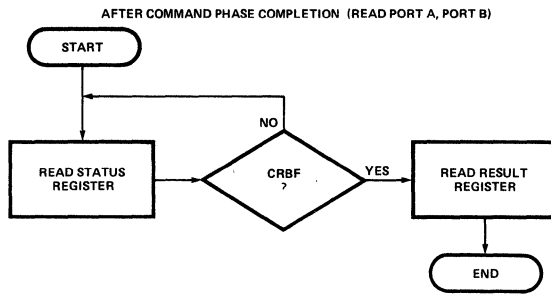 AFTER COMMAND PHASE COMPLETION (READ PORT A, PORT B)
START
NO
READ STATUS
REGISTER
CRBF
?
YES
READ RESULT
REGISTER
END